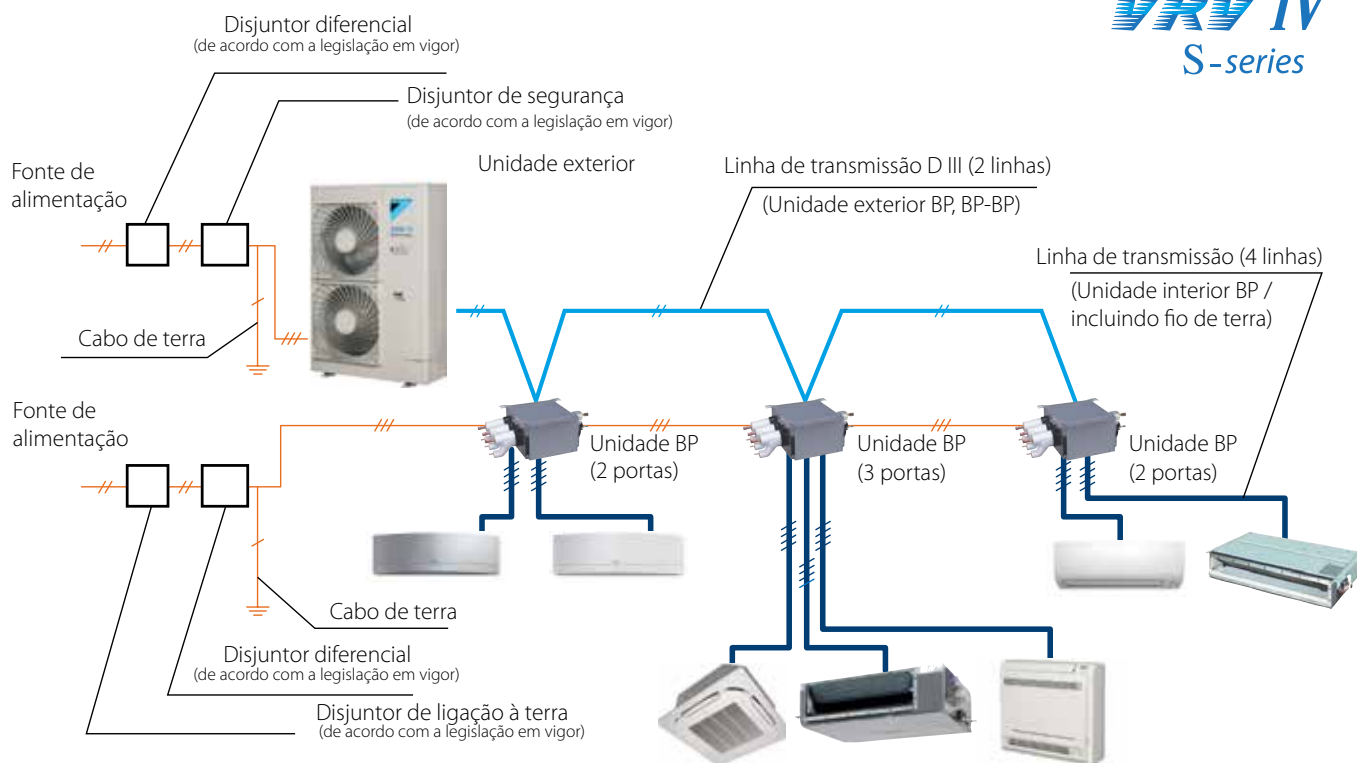 VRV IV
S-series
Disjuntor diferencial
(de acordo com a legislação em vigor)
Disjuntor de segurança
(de acordo com a legislação em vigor)
Fonte de
alimentação
Unidade exterior
Linha de transmissão D III (2 linhas)
(Unidade exterior BP, BP-BP)
Linha de transmissão (4 linhas)
(Unidade interior BP /
incluindo fio de terra)
Cabo de terra
Fonte de
alimentação
Unidade BP
(2 portas)
Unidade BP
(3 portas)
Unidade BP
(2 portas)
Cabo de terra
Disjuntor diferencial
(de acordo com a legislação em vigor)
Disjuntor de ligação à terra
(de acordo com a legislação em vigor)